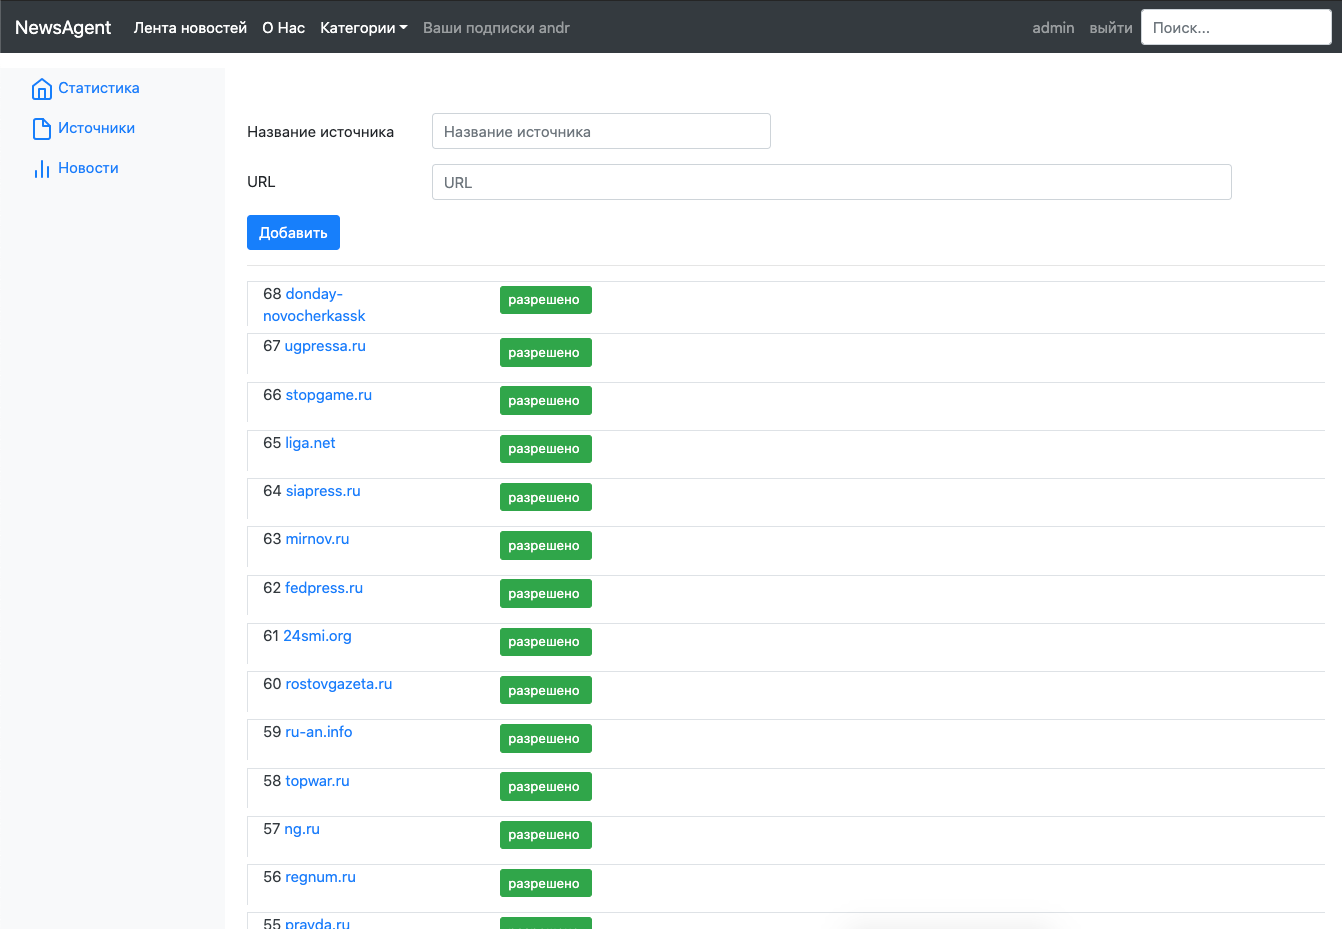 NewsAgent Лента новостей О Нас Категории Ваши подписки andr admin выйти Поиск...
Статистика
Источники
Новости
Название источника Название источника
URL URL
Добавить
68 donday-
novocherkassk разрешено
67 ugpressa.ru разрешено
66 stopgame.ru разрешено
65 liga.net разрешено
64 siapress.ru разрешено
63 mirnov.ru разрешено
62 fedpress.ru разрешено
61 24smi.org разрешено
60 rostovgazeta.ru разрешено
59 ru-an.info разрешено
58 topwar.ru разрешено
57 ng.ru разрешено
56 regnum.ru разрешено
55 pravda.ru